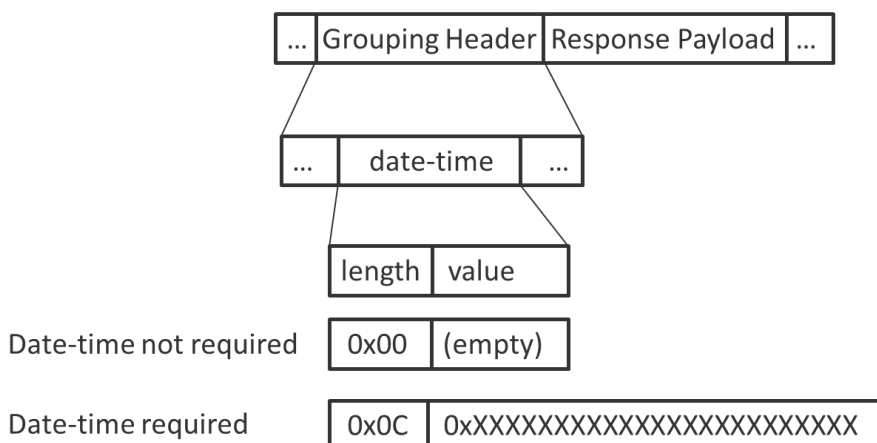 ... Grouping Header Response Payload ...
... date-time ...
length value
Date-time not required 0x00 (empty)
Date-time required 0x0C 0xXXXXXXXXXXXXXXXXXXXXXXXX